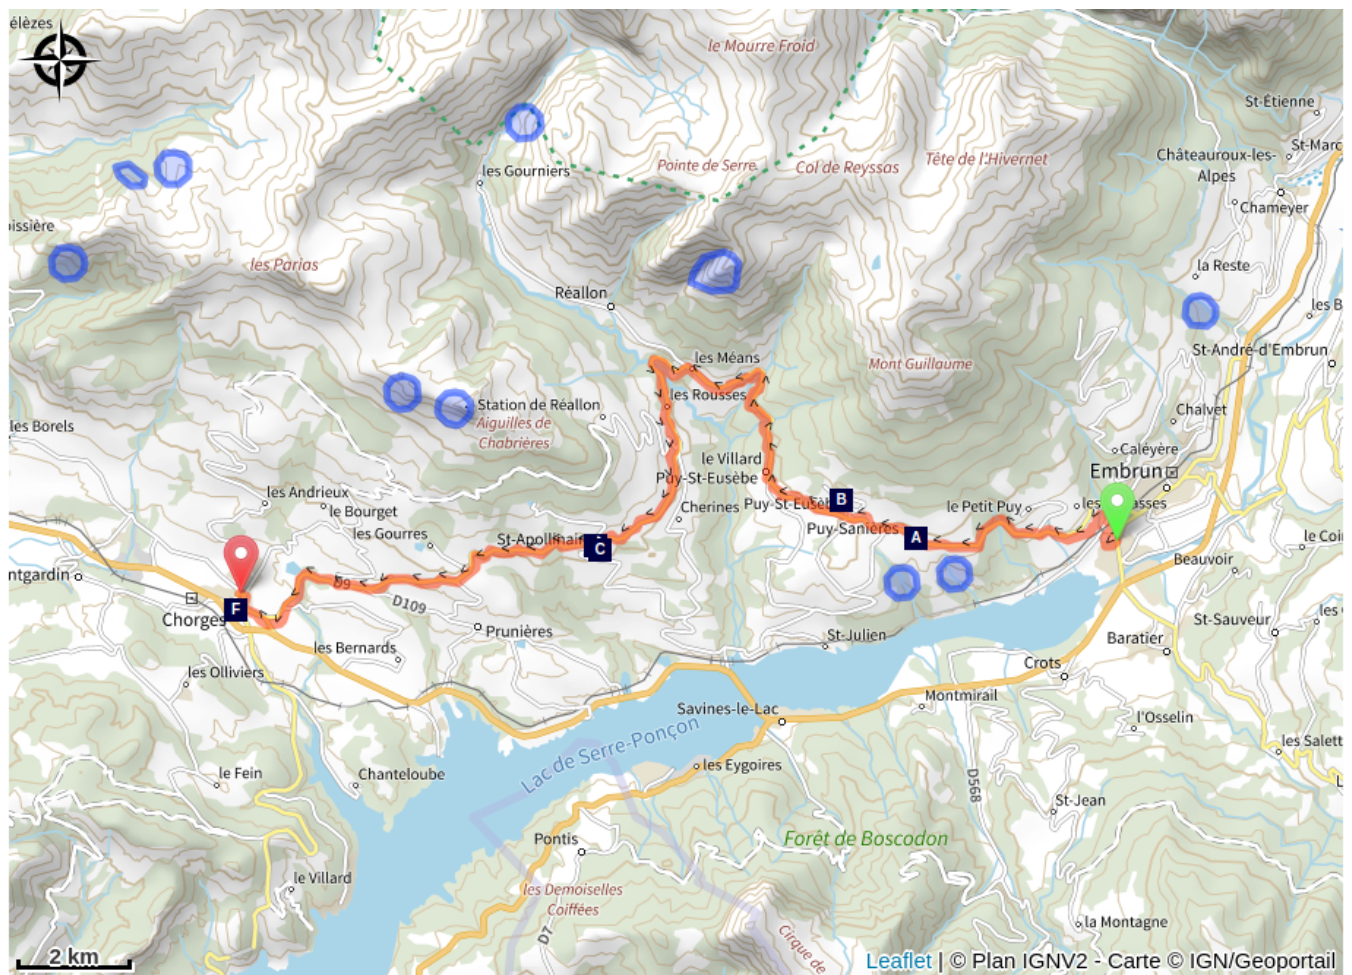 élèzes
le Mourre Froid
St-Étienne
St-Marc
Châteauroux-les-
Alpes
les Gourniers
Pointe de Serre
Col de Reyssas
Tête de l'Hivernet
Chameyer
oissière
les Parias
la Reste
Réallon
les B
les Méans
Mont Guillaume
St-André-d'Embrun
les Rousses
Station de Réallon
Aiguilles de
Chabrières
Chalvet
les Borels
Caléyère
le Villard
Embrun
Puy-St-Eusèbe
les Andrieux
le Bourget
Cherines
Puy-St-Eusèb
B
le Petit Puy
Puy-Sanières
A
les Gourres
St-Apollinair
C
le Coin
Beauvoir
ntgardin
D9
D109
F
Chorges
Prunières
St-Julien
St-Sauveur
les
Baratier
les Bernards
les Olliviers
Crots
Montmirail
Savines-le-Lac
l'Osselin
Lac de Serre-Ponçon
les Salett
le Fein
Chanteloube
les Eygoires
D568
St-Jean
Pontis
Forêt de Boscodon
le Villard
les Demoiselles
Coiffées
D7
la Montagne
Cirque de
2 km
Leaflet | © Plan IGNV2 - Carte © IGN/Geoportail